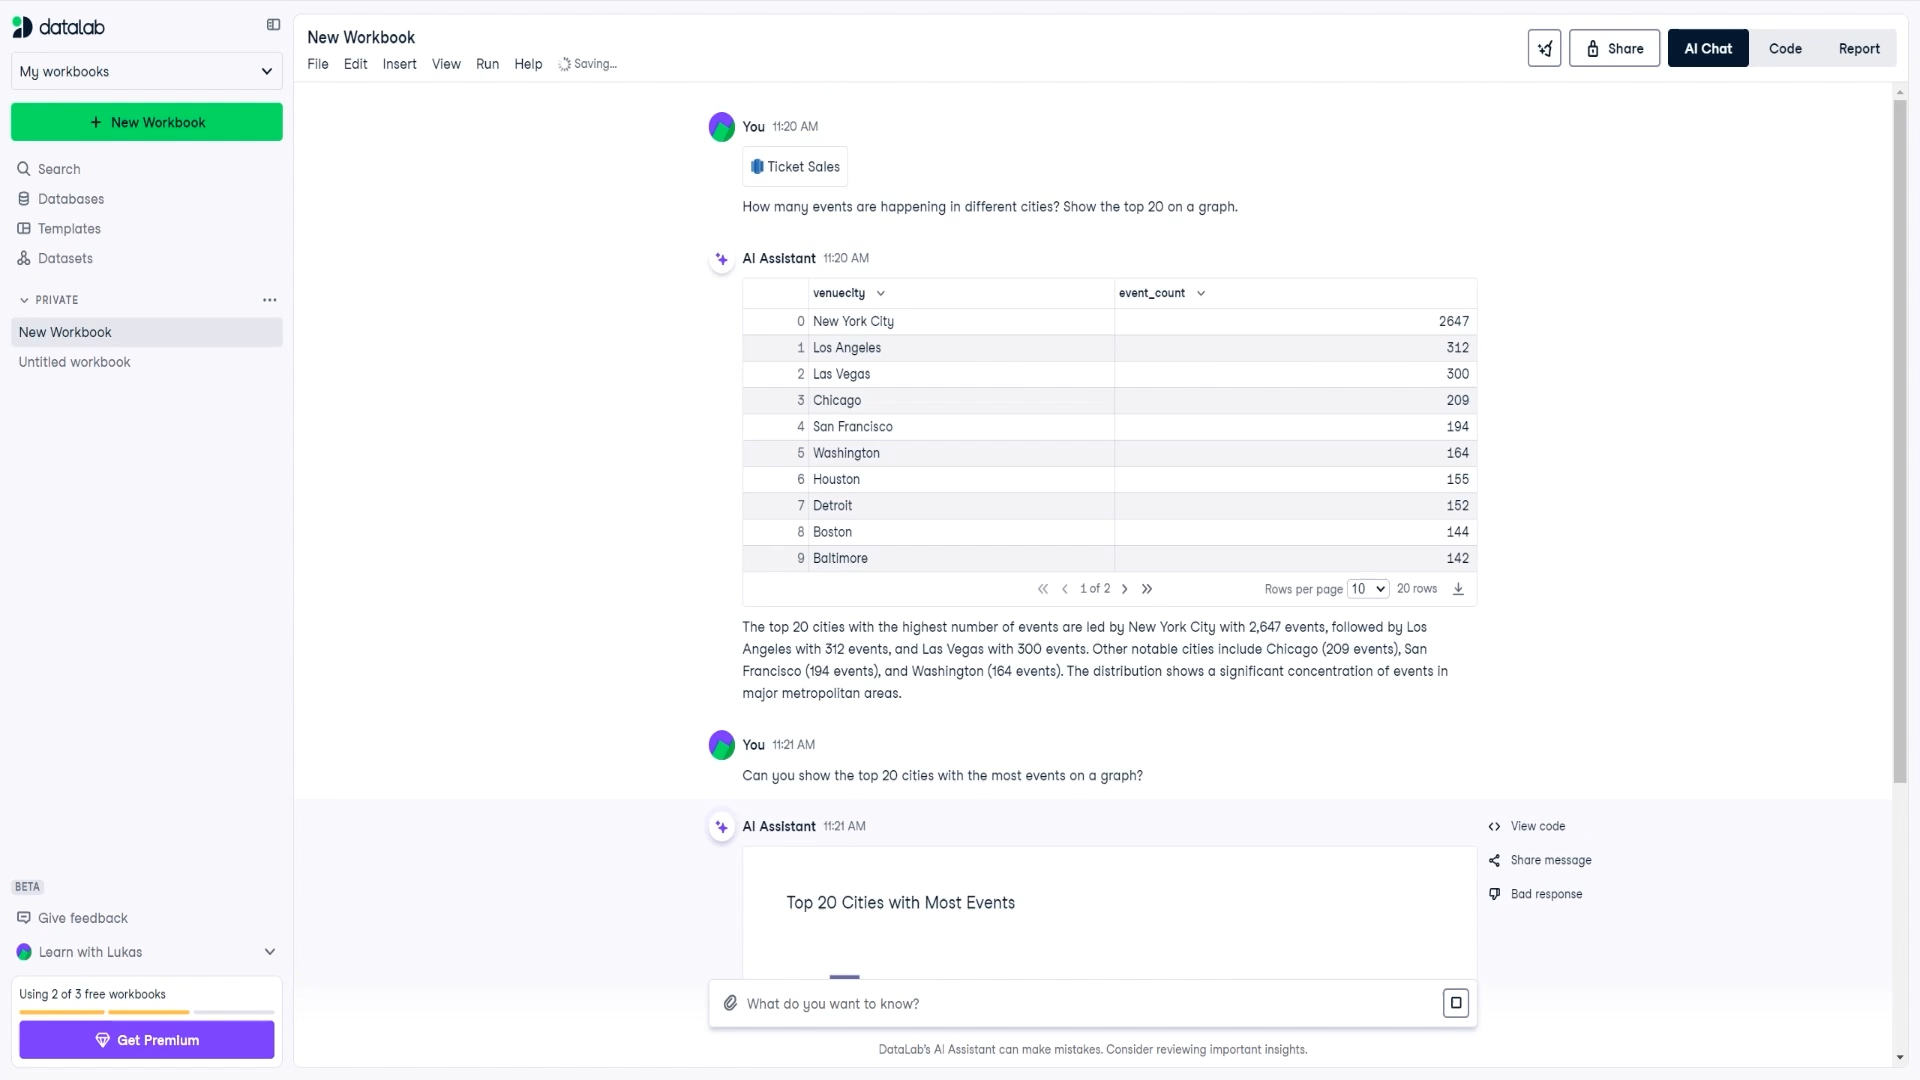 datalab
My workbooks
+ New Workbook
Search
Databases
Templates
Datasets
PRIVATE
New Workbook
Untitled workbook
BETA
Give feedback
Learn with Lukas
Using 2 of 3 free workbooks
Get Premium
New Workbook
File Edit Insert View Run Help Saving...
Share AI Chat Code Report
You 11:20 AM
Ticket Sales
How many events are happening in different cities? Show the top 20 on a graph.
AI Assistant 11:20 AM
venuecity event_count
0 New York City 2647
1 Los Angeles 312
2 Las Vegas 300
3 Chicago 209
4 San Francisco 194
5 Washington 164
6 Houston 155
7 Detroit 152
8 Boston 144
9 Baltimore 142
1 of 2 Rows per page 10 20 rows
The top 20 cities with the highest number of events are led by New York City with 2,647 events, followed by Los
Angeles with 312 events, and Las Vegas with 300 events. Other notable cities include Chicago (209 events), San
Francisco (194 events), and Washington (164 events). The distribution shows a significant concentration of events in
major metropolitan areas.
You 11:21 AM
Can you show the top 20 cities with the most events on a graph?
AI Assistant 11:21 AM
View code
Share message
Bad response
Top 20 Cities with Most Events
What do you want to know?
DataLab's AI Assistant can make mistakes. Consider reviewing important insights.